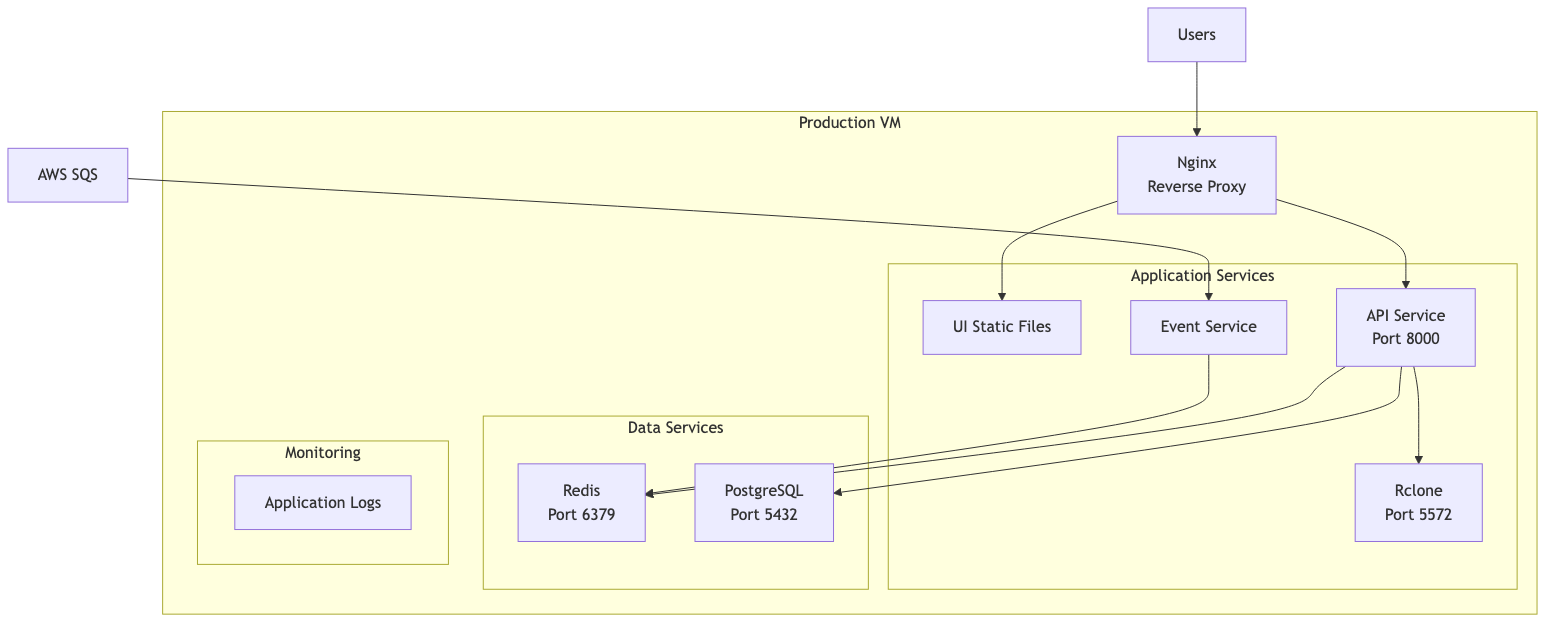 Users
Production VM
AWS SQS
Nginx
Reverse Proxy
Application Services
UI Static Files
Event Service
API Service
Port 8000
Data Services
Monitoring
Redis
Port 6379
PostgreSQL
Port 5432
Application Logs
Rclone
Port 5572